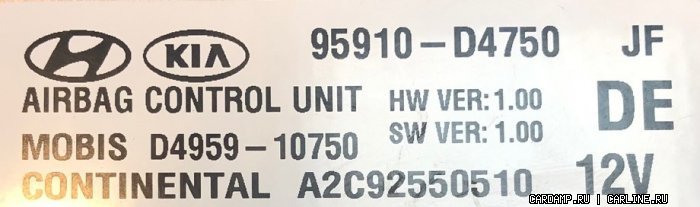 KIA 95910-D4750 JF
AIRBAG CONTROL UNIT HW VER: 1.00 DE
MOBIS D4959-10750 SW VER: 1.00
CONTINENTAL A2C92550510 12V
CARDAMP.RU | CARLINE.RU